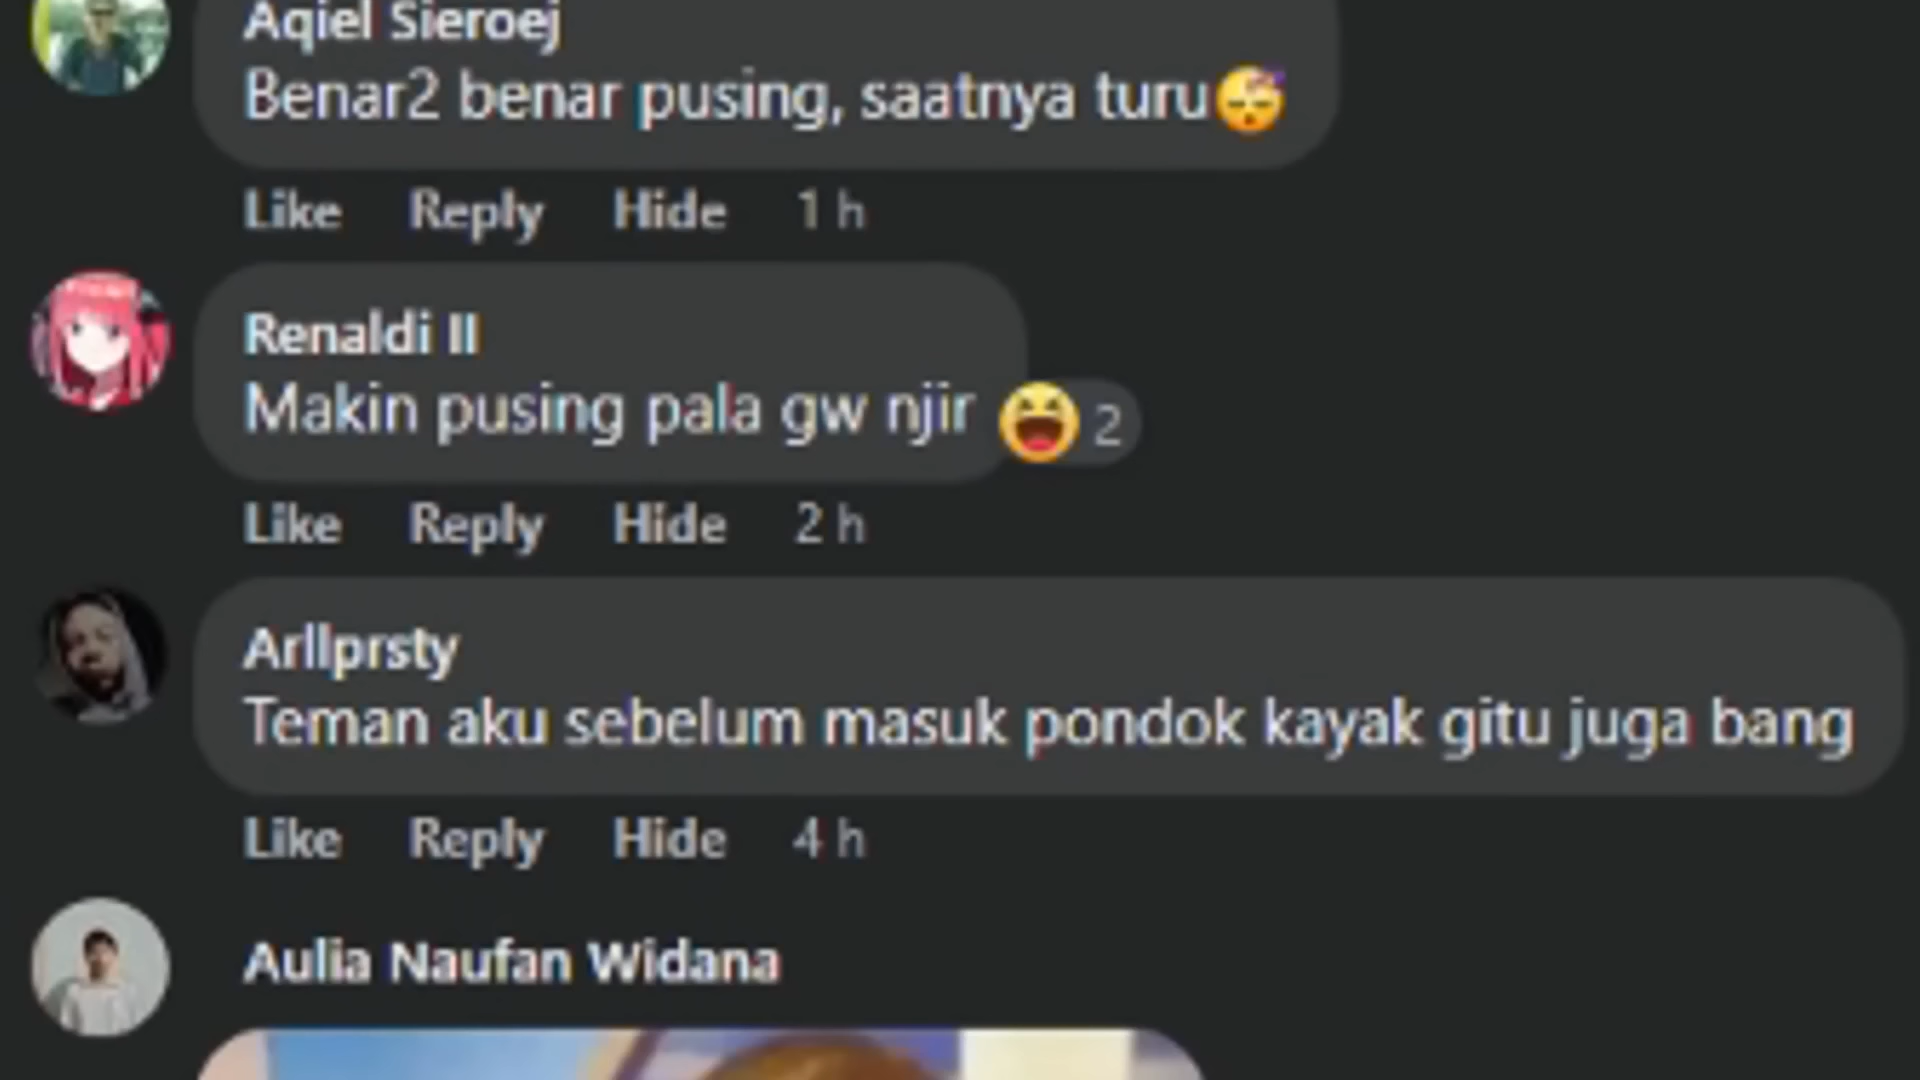 Aqiel Sieroej
Benar2 benar pusing, saatnya turu😴
Like Reply Hide 1 h
Renaldi II
Makin pusing pala gw njir 😆 2
Like Reply Hide 2 h
Arllprsty
Teman aku sebelum masuk pondok kayak gitu juga bang
Like Reply Hide 4 h
Aulia Naufan Widana